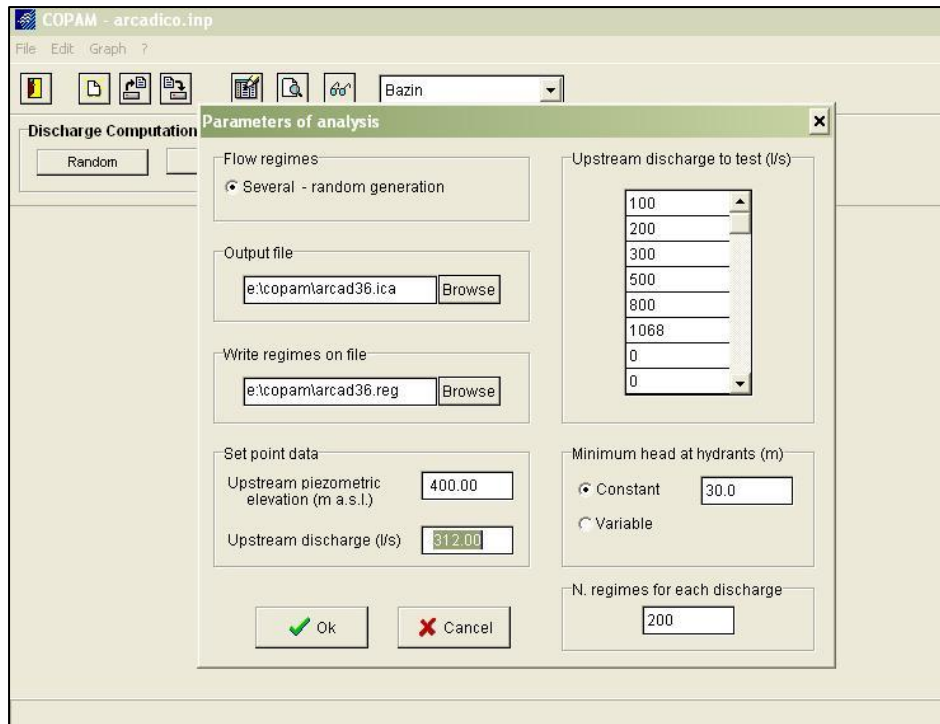 COPAM - arcadico.inp
File Edit Graph ?
Bazin
Discharge Computation
Random
Parameters of analysis
Flow regimes
Several - random generation
Output file
e:\copam\arcad36.ica
Browse
Write regimes on file
e:\copam\arcad36.reg
Browse
Set point data
Upstream piezometric
elevation (m a.s.l.)
400.00
Upstream discharge (l/s)
312.00
Ok
Cancel
Upstream discharge to test (l/s)
100
200
300
500
800
1068
0
0
Minimum head at hydrants (m)
Constant
30.0
Variable
N. regimes for each discharge
200